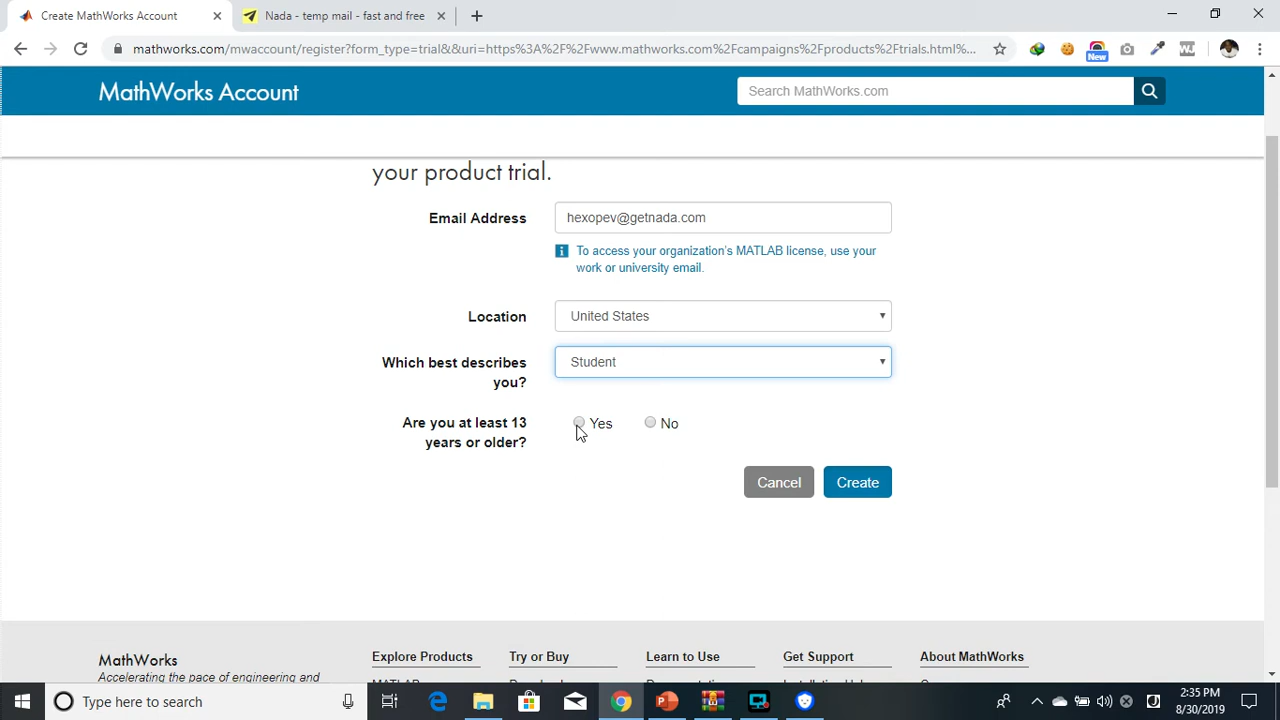 Create MathWorks Account
Nada - temp mail - fast and free
mathworks.com/mwaccount/register?form_type=trial&&uri=https%3A%2F%2Fwww.mathworks.com%2Fcampaigns%2Fproducts%2Ftrials.html%...
New
MathWorks Account
Search MathWorks.com
your product trial.
Email Address
hexopev@getnada.com
To access your organization's MATLAB license, use your
work or university email.
Location
United States
Which best describes
you?
Student
Are you at least 13
years or older?
Yes
No
Cancel
Create
MathWorks
Accelerating the pace of engineering and
Explore Products
Try or Buy
Learn to Use
Get Support
About MathWorks
Type here to search
2:35 PM
8/30/2019